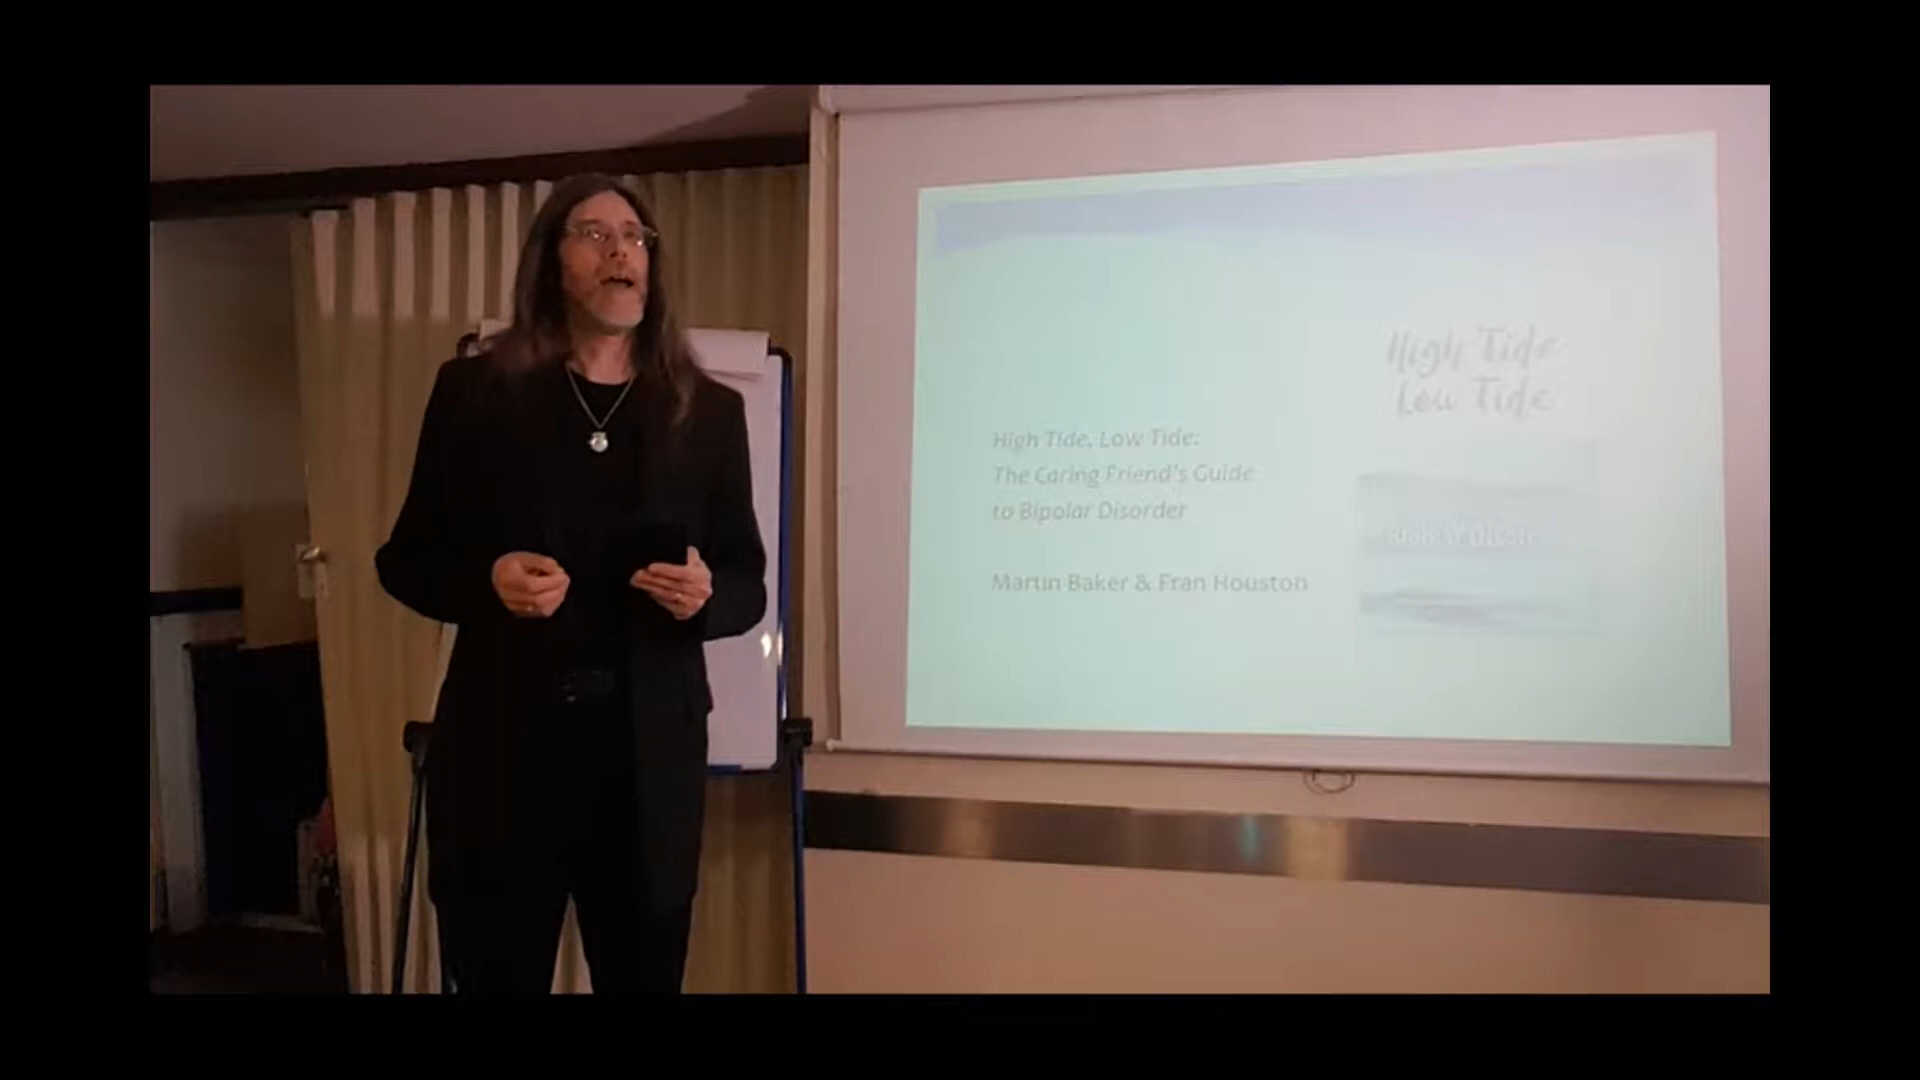 High Tide
Low Tide
High Tide, Low Tide:
The Caring Friend's Guide
to Bipolar Disorder
Martin Baker & Fran Houston